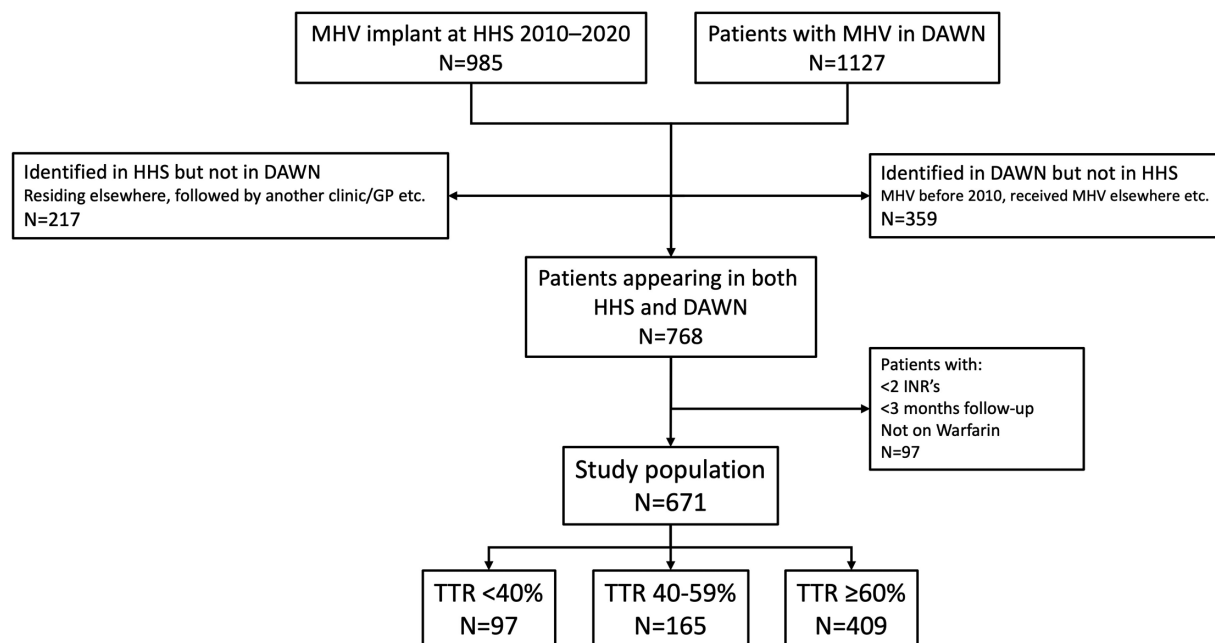 MHV implant at HHS 2010–2020
N=985
Patients with MHV in DAWN
N=1127
Identified in HHS but not in DAWN
Residing elsewhere, followed by another clinic/GP etc.
N=217
Identified in DAWN but not in HHS
MHV before 2010, received MHV elsewhere etc.
N=359
Patients appearing in both
HHS and DAWN
N=768
Patients with:
<2 INR's
<3 months follow-up
Not on Warfarin
N=97
Study population
N=671
TTR <40%
N=97
TTR 40-59%
N=165
TTR ≥60%
N=409